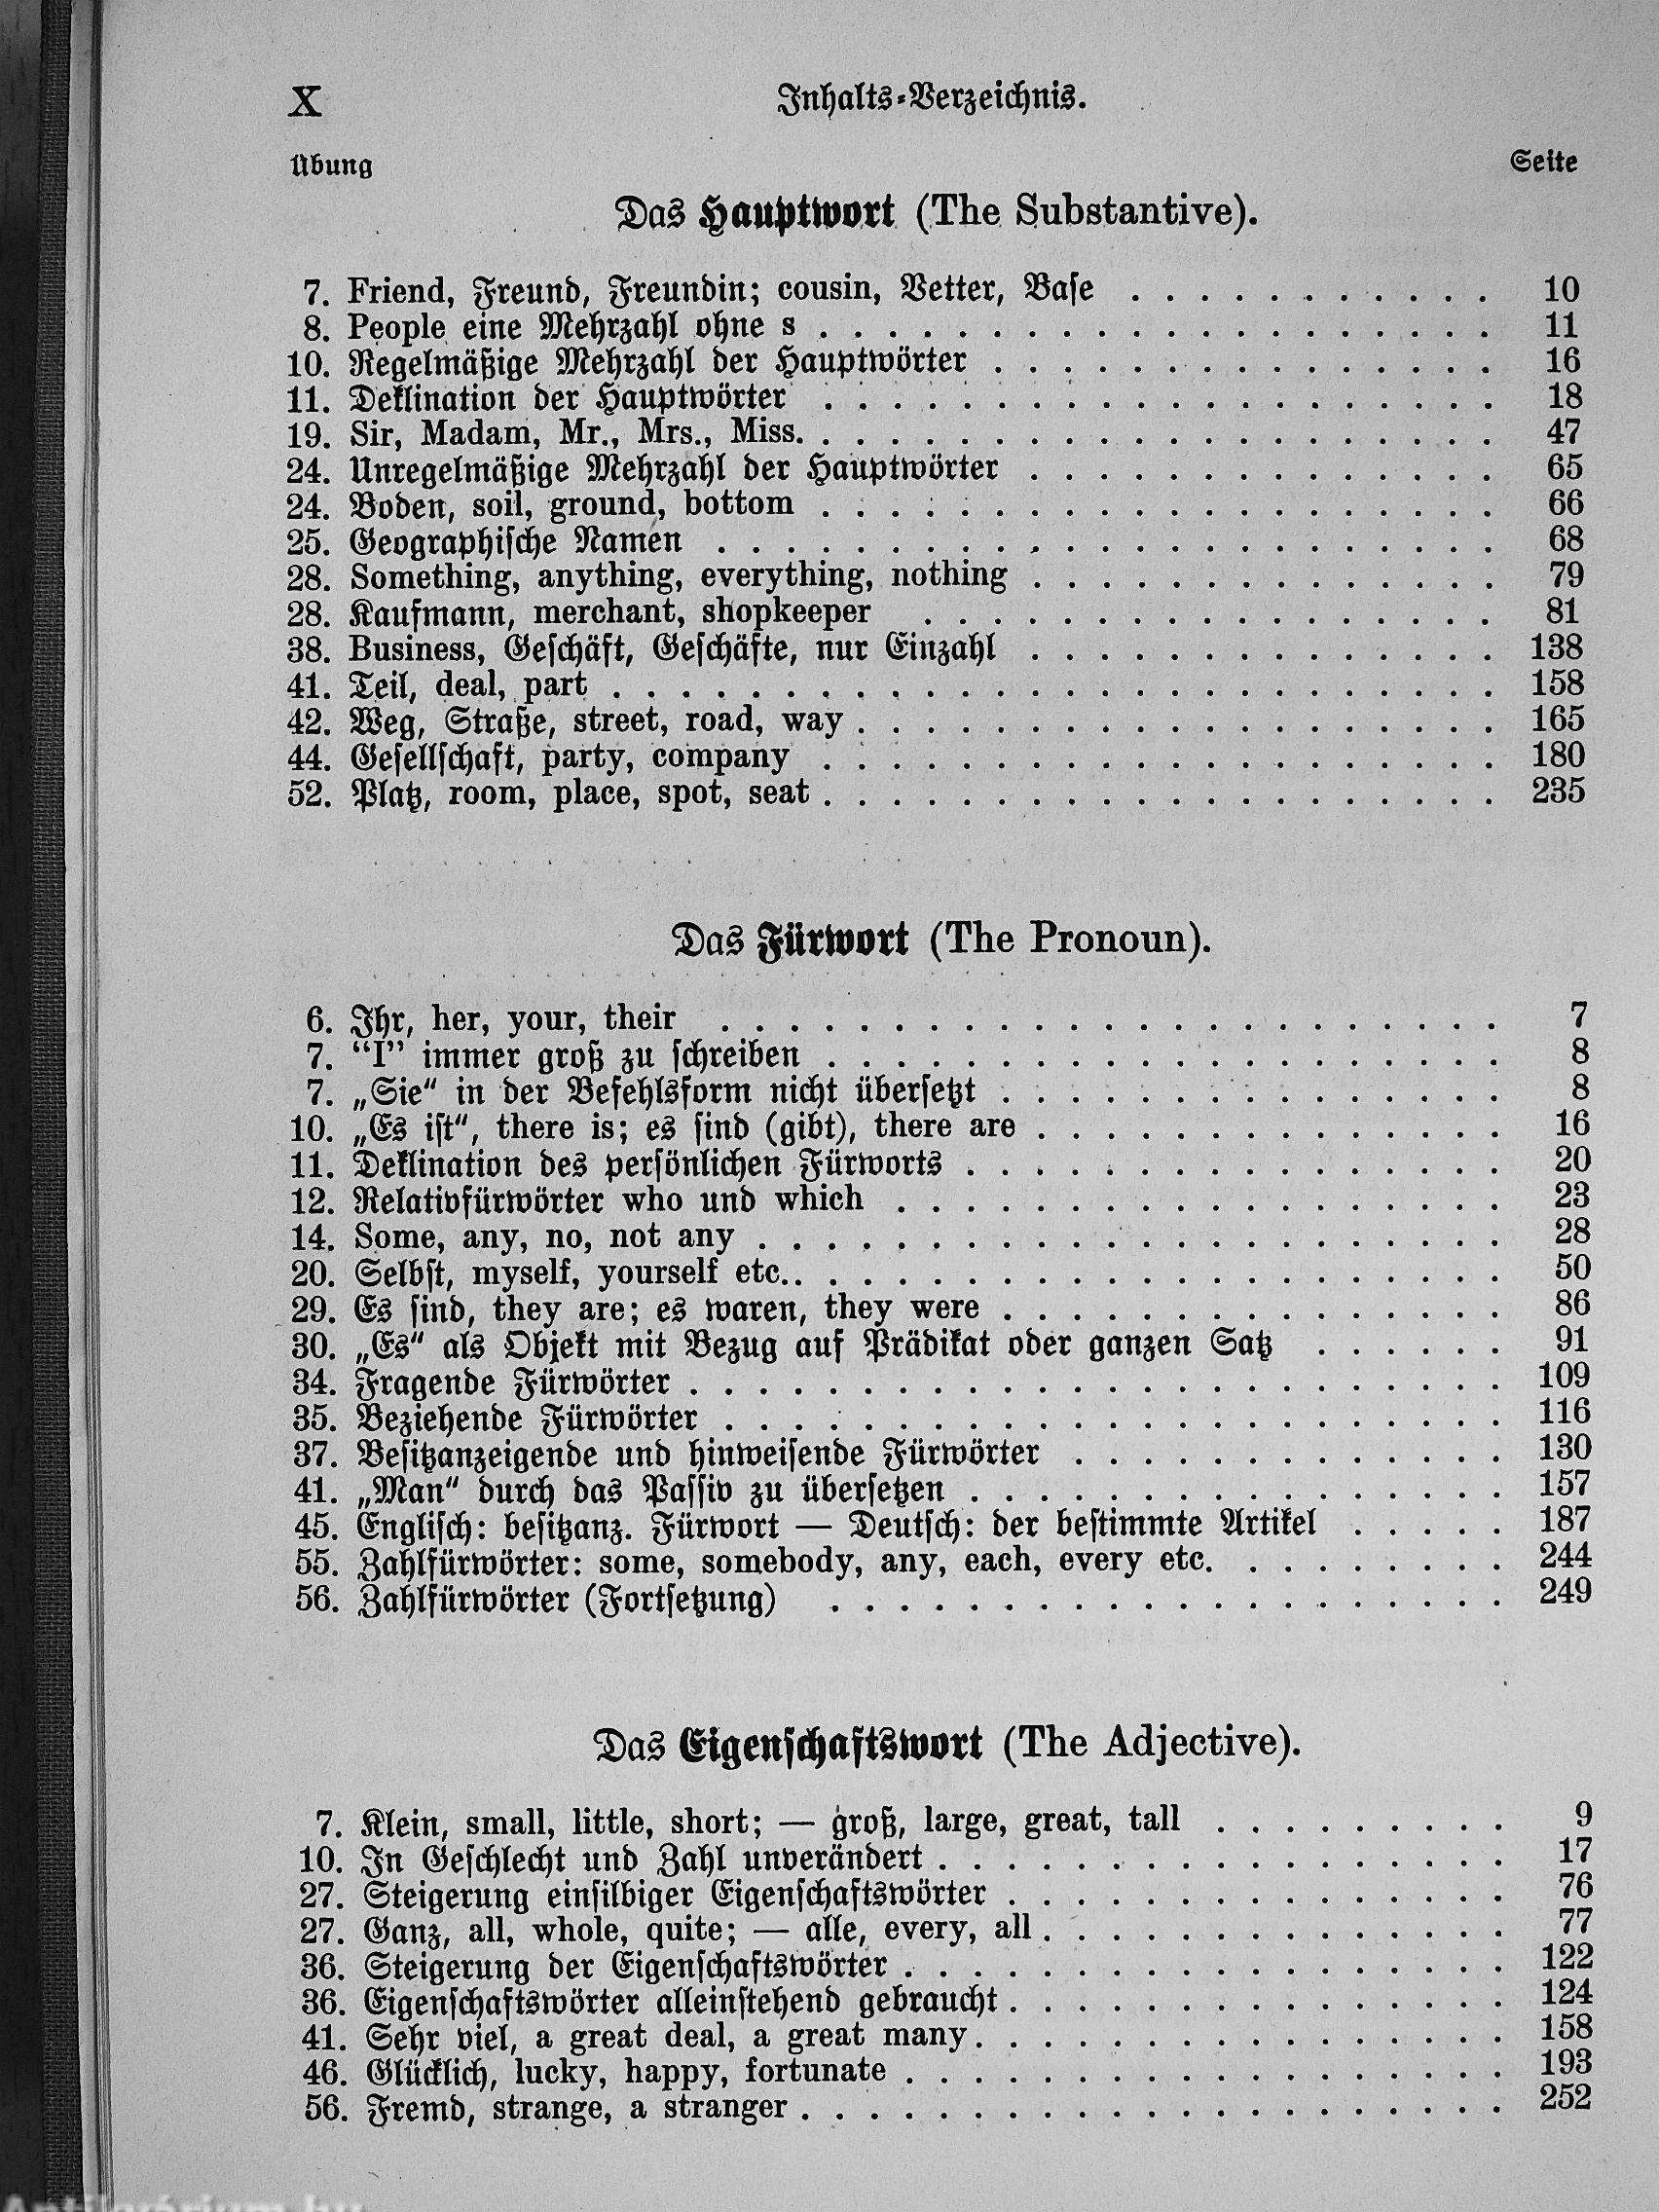 X Inhalts-Verzeichnis.
Übung Seite
Das Hauptwort (The Substantive).
7. Friend, Freund, Freundin; cousin, Vetter, Baſe . . . . . . . . . . . 10
8. People eine Mehrzahl ohne s . . . . . . . . . . . . . . . . . . . . 11
10. Regelmäßige Mehrzahl der Hauptwörter . . . . . . . . . . . . . . . 16
11. Deklination der Hauptwörter . . . . . . . . . . . . . . . . . . . . 18
19. Sir, Madam, Mr., Mrs., Miss. . . . . . . . . . . . . . . . . . . . . 47
24. Unregelmäßige Mehrzahl der Hauptwörter . . . . . . . . . . . . . . 65
24. Boden, soil, ground, bottom . . . . . . . . . . . . . . . . . . . . 66
25. Geographiſche Namen . . . . . . . . . . . . . . . . . . . . . . . 68
28. Something, anything, everything, nothing . . . . . . . . . . . . . . 79
28. Kaufmann, merchant, shopkeeper . . . . . . . . . . . . . . . . . 81
38. Business, Geſchäft, Geſchäfte, nur Einzahl . . . . . . . . . . . . . . 138
41. Teil, deal, part . . . . . . . . . . . . . . . . . . . . . . . . . . 158
42. Weg, Straße, street, road, way . . . . . . . . . . . . . . . . . . . 165
44. Geſellſchaft, party, company . . . . . . . . . . . . . . . . . . . . 180
52. Platz, room, place, spot, seat . . . . . . . . . . . . . . . . . . . . 235
Das Fürwort (The Pronoun).
6. Ihr, her, your, their . . . . . . . . . . . . . . . . . . . . . . . 7
7. “I” immer groß zu ſchreiben . . . . . . . . . . . . . . . . . . . . 8
7. „Sie“ in der Befehlsform nicht überſetzt . . . . . . . . . . . . . . . 8
10. „Es iſt“, there is; es ſind (gibt), there are . . . . . . . . . . . . . . 16
11. Deklination des perſönlichen Fürworts . . . . . . . . . . . . . . . . 20
12. Relativfürwörter who und which . . . . . . . . . . . . . . . . . . 23
14. Some, any, no, not any . . . . . . . . . . . . . . . . . . . . . . 28
20. Selbſt, myself, yourself etc. . . . . . . . . . . . . . . . . . . . . . 50
29. Es ſind, they are; es waren, they were . . . . . . . . . . . . . . . 86
30. „Es“ als Objekt mit Bezug auf Prädikat oder ganzen Satz . . . . . . 91
34. Fragende Fürwörter . . . . . . . . . . . . . . . . . . . . . . . . 109
35. Beziehende Fürwörter . . . . . . . . . . . . . . . . . . . . . . . 116
37. Beſitzanzeigende und hinweiſende Fürwörter . . . . . . . . . . . . . 130
41. „Man“ durch das Paſſiv zu überſetzen . . . . . . . . . . . . . . . . 157
45. Engliſch: beſitzanz. Fürwort — Deutſch: der beſtimmte Artikel . . . . . 187
55. Zahlfürwörter: some, somebody, any, each, every etc. . . . . . . . . 244
56. Zahlfürwörter (Fortſetzung) . . . . . . . . . . . . . . . . . . . . 249
Das Eigenſchaftswort (The Adjective).
7. Klein, small, little, short; — groß, large, great, tall . . . . . . . . . 9
10. In Geſchlecht und Zahl unverändert . . . . . . . . . . . . . . . . . 17
27. Steigerung einſilbiger Eigenſchaftswörter . . . . . . . . . . . . . . . 76
27. Ganz, all, whole, quite; — alle, every, all . . . . . . . . . . . . . . 77
36. Steigerung der Eigenſchaftswörter . . . . . . . . . . . . . . . . . . 122
36. Eigenſchaftswörter alleinſtehend gebraucht . . . . . . . . . . . . . . . 124
41. Sehr viel, a great deal, a great many . . . . . . . . . . . . . . . . 158
46. Glücklich, lucky, happy, fortunate . . . . . . . . . . . . . . . . . . 193
56. Fremd, strange, a stranger . . . . . . . . . . . . . . . . . . . . . 252